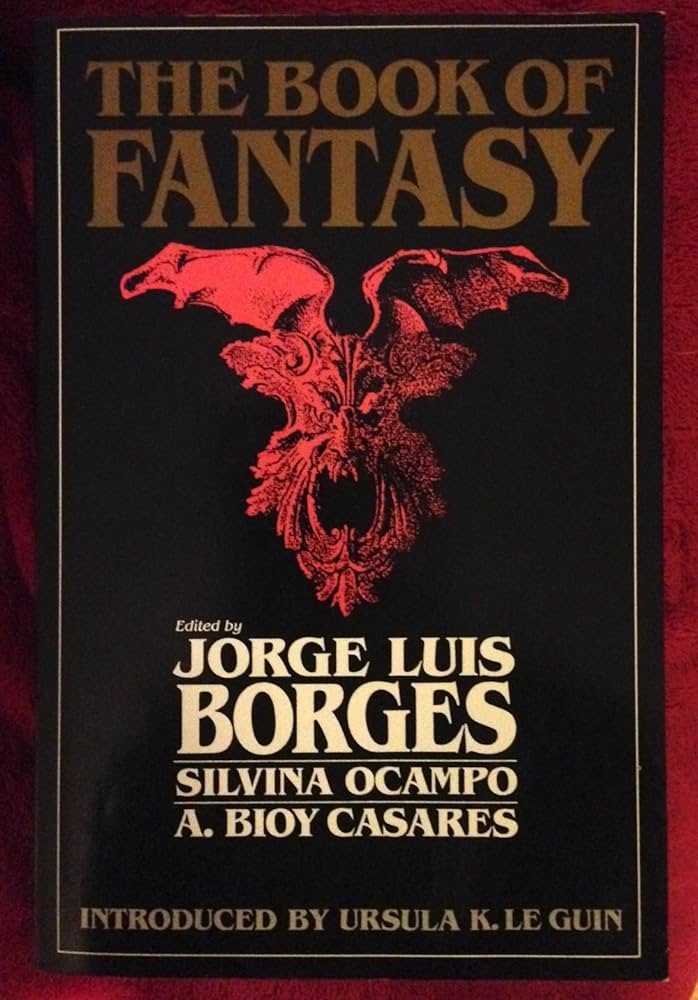 THE BOOK OF
FANTASY
Edited by
JORGE LUIS
BORGES
SILVINA OCAMPO
A. BIOY CASARES
INTRODUCED BY URSULA K. LE GUIN